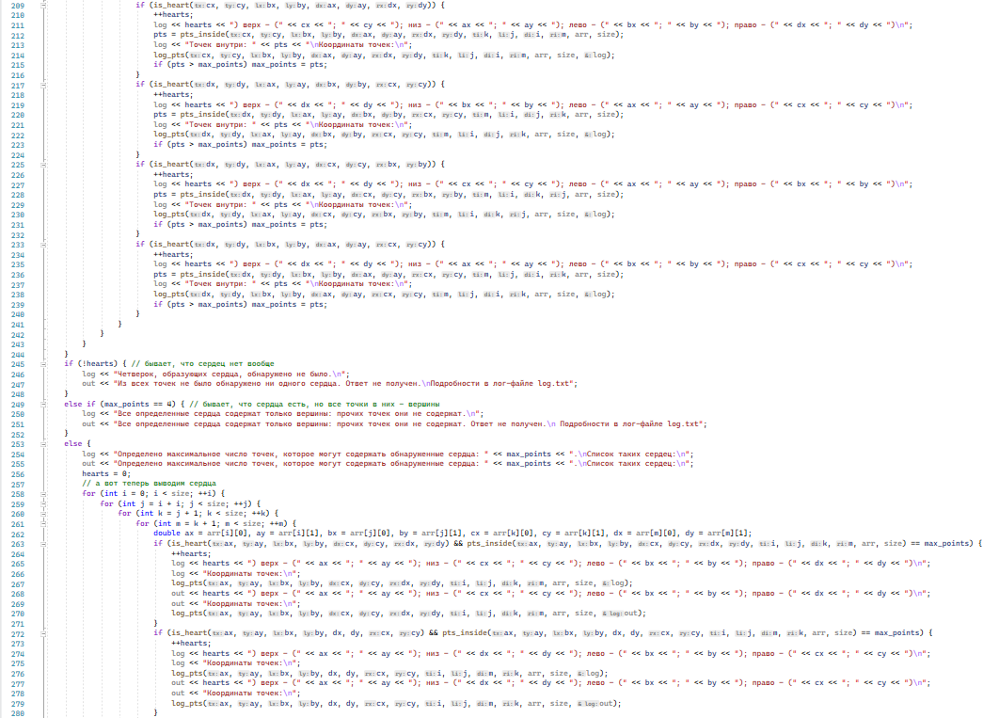 209 if (is_heart(tx:cx, ty:cy, lx:bx, ly:by, dx:ax, dy:ay, rx:dx, ry:dy)) {
210 ++hearts;
211 log << hearts << ") верх – (" << cx << "; " << cy << "); низ – (" << ax << "; " << ay << "); лево – (" << bx << "; " << by << "); право – (" << dx << "; " << dy << ")\n";
212 pts = pts_inside(tx:cx, ty:cy, lx:bx, ly:by, dx:ax, dy:ay, rx:dx, ry:dy, ti:k, li:j, di:i, ri:m, arr, size);
213 log << "Точек внутри: " << pts << "\nКоординаты точек:\n";
214 log_pts(tx:cx, ty:cy, lx:bx, ly:by, dx:ax, dy:ay, rx:dx, ry:dy, ti:k, li:j, di:i, ri:m, arr, size, &:log);
215 if (pts > max_points) max_points = pts;
216 }
217 if (is_heart(tx:dx, ty:dy, lx:ax, ly:ay, dx:bx, dy:by, rx:cx, ry:cy)) {
218 ++hearts;
219 log << hearts << ") верх – (" << dx << "; " << dy << "); низ – (" << bx << "; " << by << "); лево – (" << ax << "; " << ay << "); право – (" << cx << "; " << cy << ")\n";
220 pts = pts_inside(tx:dx, ty:dy, lx:ax, ly:ay, dx:bx, dy:by, rx:cx, ry:cy, ti:m, li:i, di:j, ri:k, arr, size);
221 log << "Точек внутри: " << pts << "\nКоординаты точек:\n";
222 log_pts(tx:dx, ty:dy, lx:ax, ly:ay, dx:bx, dy:by, rx:cx, ry:cy, ti:m, li:i, di:j, ri:k, arr, size, &:log);
223 if (pts > max_points) max_points = pts;
224 }
225 if (is_heart(tx:dx, ty:dy, lx:ax, ly:ay, dx:cx, dy:cy, rx:bx, ry:by)) {
226 ++hearts;
227 log << hearts << ") верх – (" << dx << "; " << dy << "); низ – (" << cx << "; " << cy << "); лево – (" << ax << "; " << ay << "); право – (" << bx << "; " << by << ")\n";
228 pts = pts_inside(tx:dx, ty:dy, lx:ax, ly:ay, dx:cx, dy:cy, rx:bx, ry:by, ti:m, li:i, di:k, ri:j, arr, size);
229 log << "Точек внутри: " << pts << "\nКоординаты точек:\n";
230 log_pts(tx:dx, ty:dy, lx:ax, ly:ay, dx:cx, dy:cy, rx:bx, ry:by, ti:m, li:i, di:k, ri:j, arr, size, &:log);
231 if (pts > max_points) max_points = pts;
232 }
233 if (is_heart(tx:dx, ty:dy, lx:bx, ly:by, dx:ax, dy:ay, rx:cx, ry:cy)) {
234 ++hearts;
235 log << hearts << ") верх – (" << dx << "; " << dy << "); низ – (" << ax << "; " << ay << "); лево – (" << bx << "; " << by << "); право – (" << cx << "; " << cy << ")\n";
236 pts = pts_inside(tx:dx, ty:dy, lx:bx, ly:by, dx:ax, dy:ay, rx:cx, ry:cy, ti:m, li:j, di:i, ri:k, arr, size);
237 log << "Точек внутри: " << pts << "\nКоординаты точек:\n";
238 log_pts(tx:dx, ty:dy, lx:bx, ly:by, dx:ax, dy:ay, rx:cx, ry:cy, ti:m, li:j, di:i, ri:k, arr, size, &:log);
239 if (pts > max_points) max_points = pts;
240 }
241 }
242 }
243 }
244 }
245 if (!hearts) { // бывает, что сердец нет вообще
246 log << "Четверок, образующих сердца, обнаружено не было.\n";
247 out << "Из всех точек не было обнаружено ни одного сердца. Ответ не получен.\nПодробности в лог-файле log.txt";
248 }
249 else if (max_points == 4) { // бывает, что сердца есть, но все точки в них – вершины
250 log << "Все определенные сердца содержат только вершины: прочих точек они не содержат.\n";
251 out << "Все определенные сердца содержат только вершины: прочих точек они не содержат. Ответ не получен.\n Подробности в лог-файле log.txt";
252 }
253 else {
254 log << "Определено максимальное число точек, которое могут содержать обнаруженные сердца: " << max_points << ".\nСписок таких сердец:\n";
255 out << "Определено максимальное число точек, которое могут содержать обнаруженные сердца: " << max_points << ".\nСписок таких сердец:\n";
256 hearts = 0;
257 // а вот теперь выводим сердца
258 for (int i = 0; i < size; ++i) {
259 for (int j = i + i; j < size; ++j) {
260 for (int k = j + 1; k < size; ++k) {
261 for (int m = k + 1; m < size; ++m) {
262 double ax = arr[i][0], ay = arr[i][1], bx = arr[j][0], by = arr[j][1], cx = arr[k][0], cy = arr[k][1], dx = arr[m][0], dy = arr[m][1];
263 if (is_heart(tx:ax, ty:ay, lx:bx, ly:by, dx:cx, dy:cy, rx:dx, ry:dy) && pts_inside(tx:ax, ty:ay, lx:bx, ly:by, dx:cx, dy:cy, rx:dx, ry:dy, ti:i, li:j, di:k, ri:m, arr, size) == max_points) {
264 ++hearts;
265 log << hearts << ") верх – (" << ax << "; " << ay << "); низ – (" << cx << "; " << cy << "); лево – (" << bx << "; " << by << "); право – (" << dx << "; " << dy << ")\n";
266 log << "Координаты точек:\n";
267 log_pts(tx:ax, ty:ay, lx:bx, ly:by, dx:cx, dy:cy, rx:dx, ry:dy, ti:i, li:j, di:k, ri:m, arr, size, &:log);
268 out << hearts << ") верх – (" << ax << "; " << ay << "); низ – (" << cx << "; " << cy << "); лево – (" << bx << "; " << by << "); право – (" << dx << "; " << dy << ")\n";
269 out << "Координаты точек:\n";
270 log_pts(tx:ax, ty:ay, lx:bx, ly:by, dx:cx, dy:cy, rx:dx, ry:dy, ti:i, li:j, di:k, ri:m, arr, size, &log:out);
271 }
272 if (is_heart(tx:ax, ty:ay, lx:bx, ly:by, dx, dy, rx:cx, ry:cy) && pts_inside(tx:ax, ty:ay, lx:bx, ly:by, dx, dy, rx:cx, ry:cy, ti:i, li:j, di:m, ri:k, arr, size) == max_points) {
273 ++hearts;
274 log << hearts << ") верх – (" << ax << "; " << ay << "); низ – (" << dx << "; " << dy << "); лево – (" << bx << "; " << by << "); право – (" << cx << "; " << cy << ")\n";
275 log << "Координаты точек:\n";
276 log_pts(tx:ax, ty:ay, lx:bx, ly:by, dx, dy, rx:cx, ry:cy, ti:i, li:j, di:m, ri:k, arr, size, &:log);
277 out << hearts << ") верх – (" << ax << "; " << ay << "); низ – (" << dx << "; " << dy << "); лево – (" << bx << "; " << by << "); право – (" << cx << "; " << cy << ")\n";
278 out << "Координаты точек:\n";
279 log_pts(tx:ax, ty:ay, lx:bx, ly:by, dx, dy, rx:cx, ry:cy, ti:i, li:j, di:m, ri:k, arr, size, &log:out);
280 }